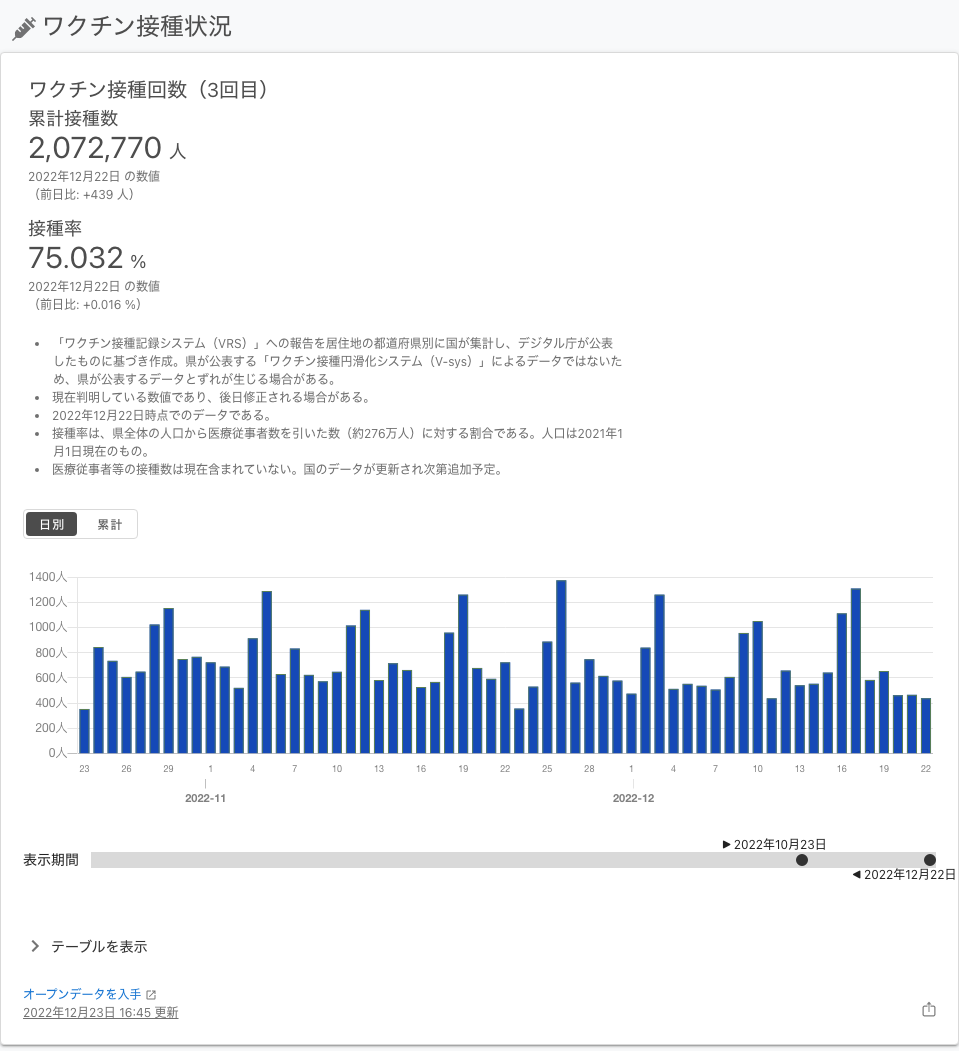 ワクチン接種状況
ワクチン接種回数（3回目）
累計接種数
2,072,770 人
2022年12月22日 の数値
（前日比: +439 人）
接種率
75.032 %
2022年12月22日 の数値
（前日比: +0.016 %）
• 「ワクチン接種記録システム（VRS）」への報告を居住地の都道府県別に国が集計し、デジタル庁が公表
したものに基づき作成。県が公表する「ワクチン接種円滑化システム（V-sys）」によるデータではないた
め、県が公表するデータとずれが生じる場合がある。
• 現在判明している数値であり、後日修正される場合がある。
• 2022年12月22日時点でのデータである。
• 接種率は、県全体の人口から医療従事者数を引いた数（約276万人）に対する割合である。人口は2021年1
月1日現在のもの。
• 医療従事者等の接種数は現在含まれていない。国のデータが更新され次第追加予定。
日別 累計
1400人
1200人
1000人
800人
600人
400人
200人
0人
23 26 29 1 4 7 10 13 16 19 22 25 28 1 4 7 10 13 16 19 22
2022-11 2022-12
▶ 2022年10月23日
表示期間
◀ 2022年12月22日
テーブルを表示
オープンデータを入手
2022年12月23日 16:45 更新